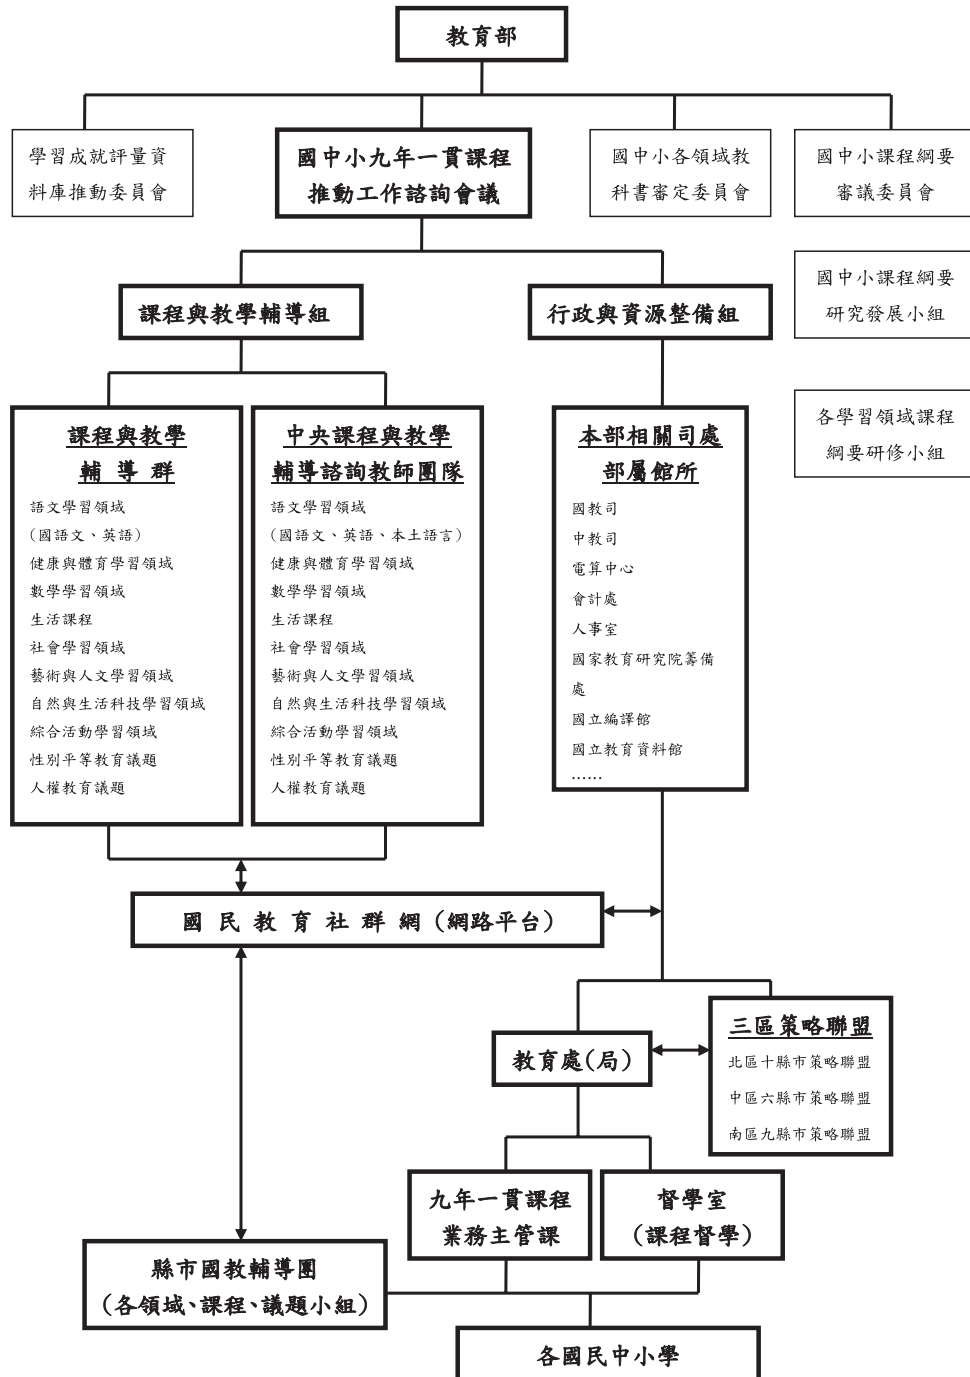 教育部
學習成就評量資
料庫推動委員會
國中小九年一貫課程
推動工作諮詢會議
國中小各領域教
科書審定委員會
國中小課程綱要
審議委員會
國中小課程綱要
研究發展小組
各學習領域課程
綱要研修小組
課程與教學輔導組
行政與資源整備組
課程與教學
輔導群
語文學習領域
(國語文、英語)
健康與體育學習領域
數學學習領域
生活課程
社會學習領域
藝術與人文學習領域
自然與生活科技學習領域
綜合活動學習領域
性別平等教育議題
人權教育議題
中央課程與教學
輔導諮詢教師團隊
語文學習領域
(國語文、英語、本土語言)
健康與體育學習領域
數學學習領域
生活課程
社會學習領域
藝術與人文學習領域
自然與生活科技學習領域
綜合活動學習領域
性別平等教育議題
人權教育議題
本部相關司處
部屬館所
國教司
中教司
電算中心
會計處
人事室
國家教育研究院籌備
處
國立編譯館
國立教育資料館
……
國民教育社群網(網路平台)
教育處(局)
三區策略聯盟
北區十縣市策略聯盟
中區六縣市策略聯盟
南區九縣市策略聯盟
九年一貫課程
業務主管課
督學室
(課程督學)
縣市國教輔導團
(各領域、課程、議題小組)
各國民中小學